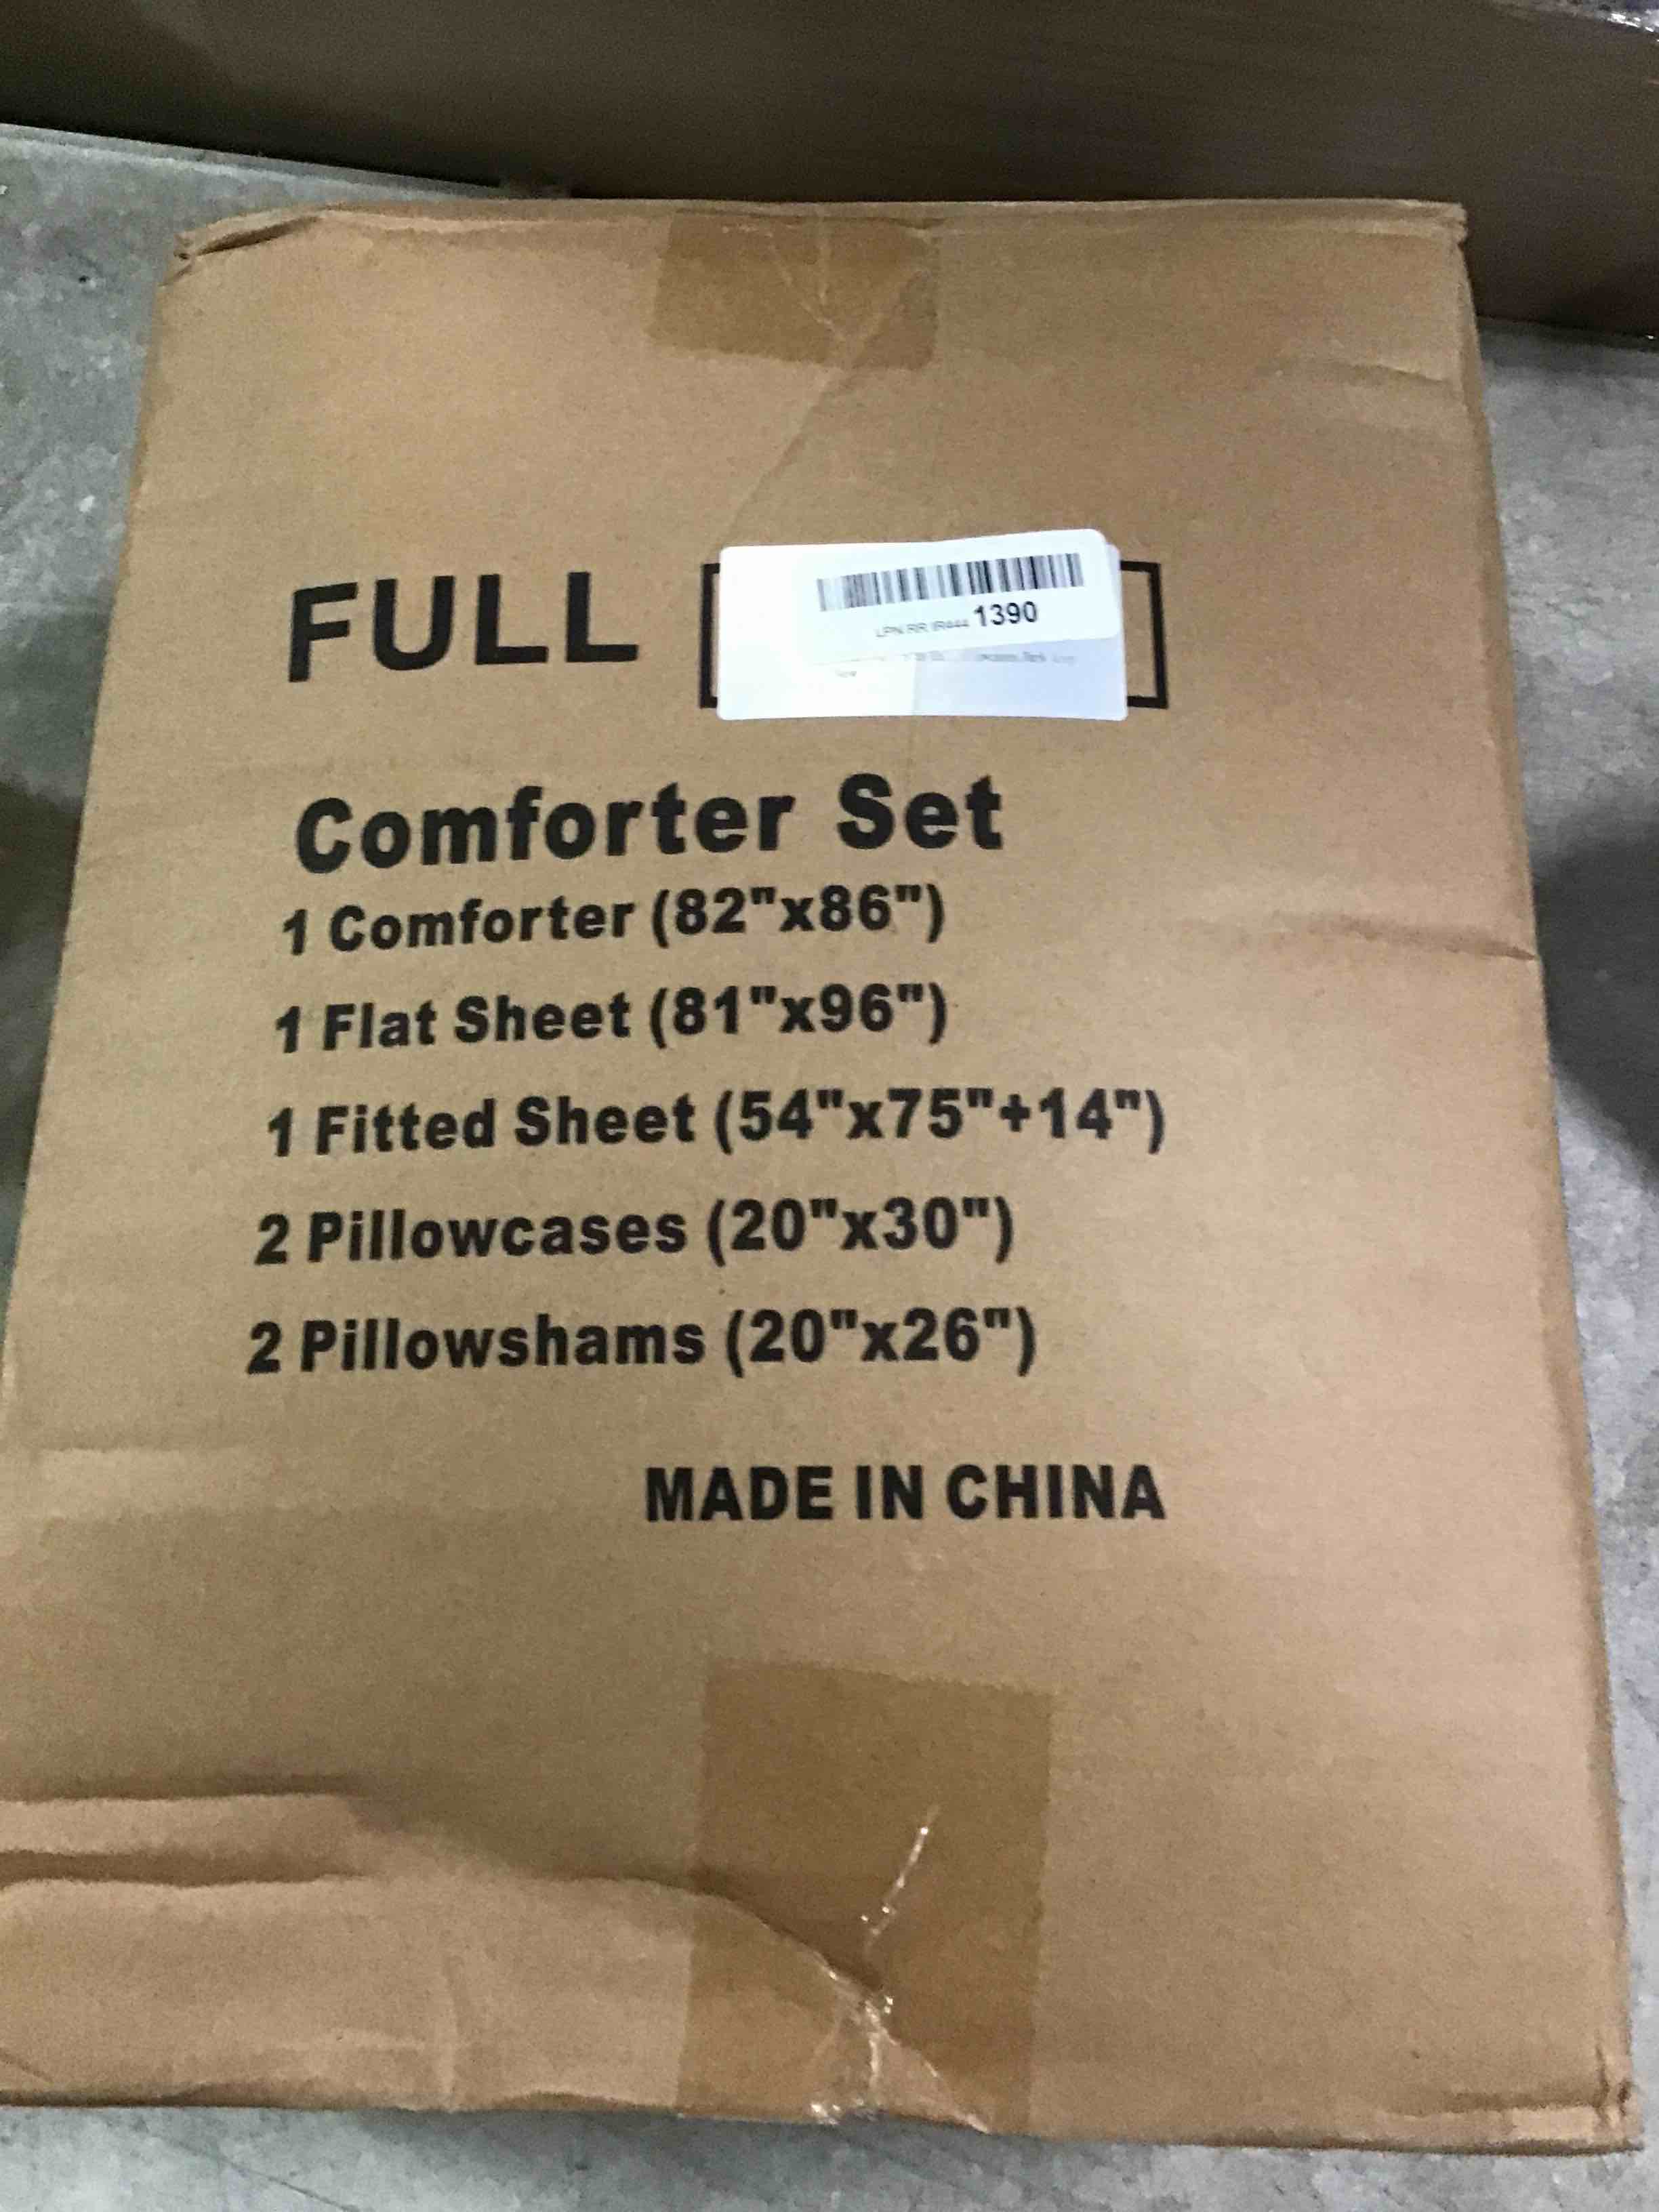 FULL
1390
Comforter Set
1 Comforter (82"x86")
1 Flat Sheet (81"x96")
1 Fitted Sheet (54"x75"+14")
2 Pillowcases (20"x30")
2 Pillowshams (20"x26")
MADE IN CHINA